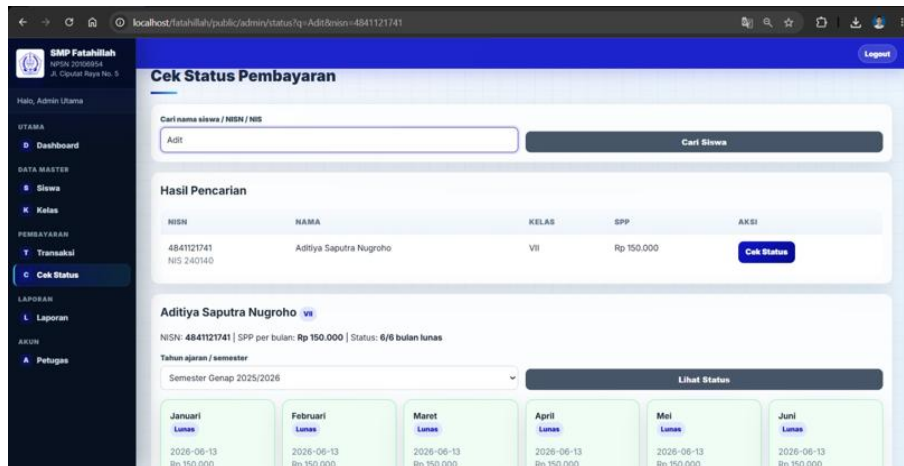 localhost/fatahillah/public/admin/status?q=Adit&nisn=4841121741
SMP Fatahillah
NPSN 20106954
Jl. Ciputat Raya No. 5
Logout
Halo, Admin Utama
UTAMA
D Dashboard
DATA MASTER
S Siswa
K Kelas
PEMBAYARAN
T Transaksi
C Cek Status
LAPORAN
L Laporan
AKUN
A Petugas
Cek Status Pembayaran
Cari nama siswa / NISN / NIS
Adit
Cari Siswa
Hasil Pencarian
NISN NAMA KELAS SPP AKSI
4841121741 Aditiya Saputra Nugroho VII Rp 150.000 Cek Status
NIS 240140
Aditiya Saputra Nugroho VII
NISN: 4841121741 | SPP per bulan: Rp 150.000 | Status: 6/6 bulan lunas
Tahun ajaran / semester
Semester Genap 2025/2026
Lihat Status
Januari Februari Maret April Mei Juni
Lunas Lunas Lunas Lunas Lunas Lunas
2026-06-13 2026-06-13 2026-06-13 2026-06-13 2026-06-13 2026-06-13
Rp 150.000 Rp 150.000 Rp 150.000 Rp 150.000 Rp 150.000 Rp 150.000